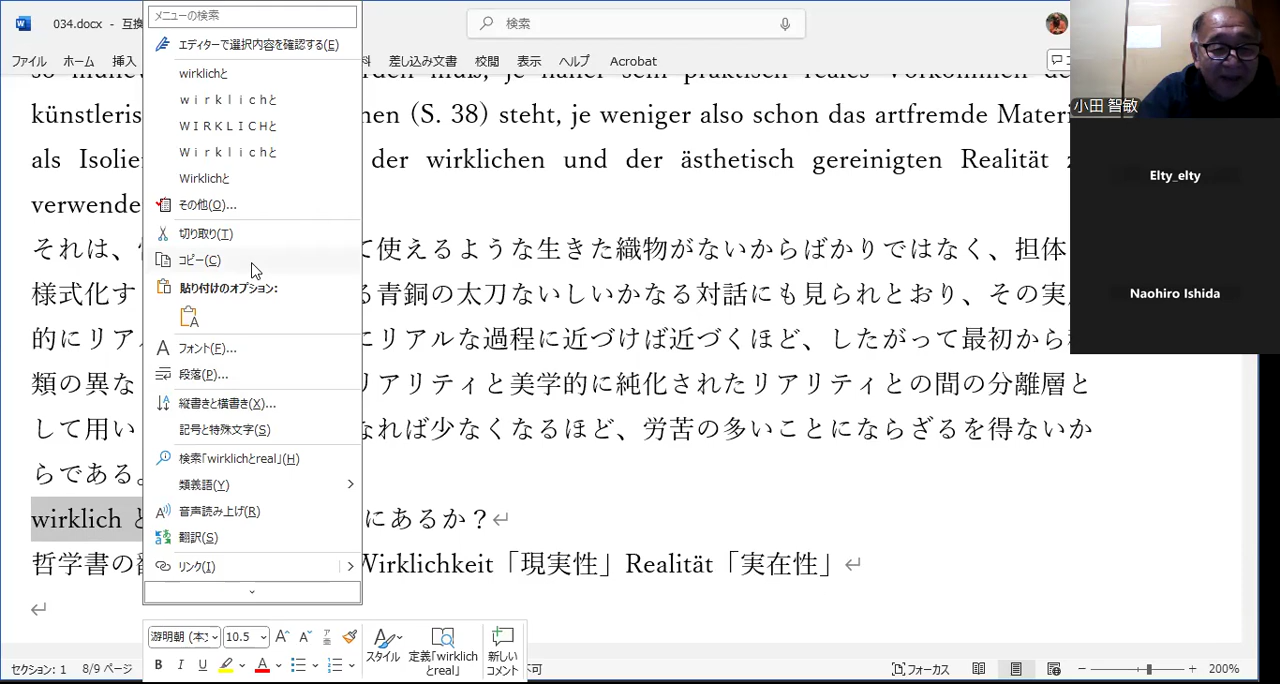 034.docx - 互換
検索
ファイル ホーム 挿入 差し込み文書 校閲 表示 ヘルプ Acrobat
メニューの検索
エディターで選択内容を確認する(E)
wirklichと
ｗｉｒｋｌｉｃｈと
ＷＩＲＫＬＩＣＨと
Ｗｉｒｋｌｉｃｈと
Wirklichと
その他(O)...
切り取り(T)
コピー(C)
貼り付けのオプション:
フォント(F)...
段落(P)...
縦書きと横書き(X)...
記号と特殊文字(S)
検索「wirklichとreal」(H)
類義語(Y)
音声読み上げ(R)
翻訳(S)
リンク(I)
künstleris nen (S. 38) steht, je weniger also schon das artfremde Mater
als Isolie der wirklichen und der ästhetisch gereinigten Realität
verwende
それは、 て使えるような生きた織物がないからばかりではなく、担体
様式化す る青銅の太刀ないしいかなる対話にも見られとおり、その実
的にリア にリアルな過程に近づけば近づくほど、したがって最初から
類の異な リアリティと美学的に純化されたリアリティとの間の分離層と
して用い なれば少なくなるほど、労苦の多いことにならざるを得ないか
らである。
wirklich と にあるか？
哲学書の Wirklichkeit「現実性」Realität「実在性」
游明朝 (本文 10.5
スタイル
定義「wirklichとreal」
新しいコメント
セクション: 1 8/9 ページ 不可
フォーカス
200%
小田 智敏
Elty_elty
Naohiro Ishida